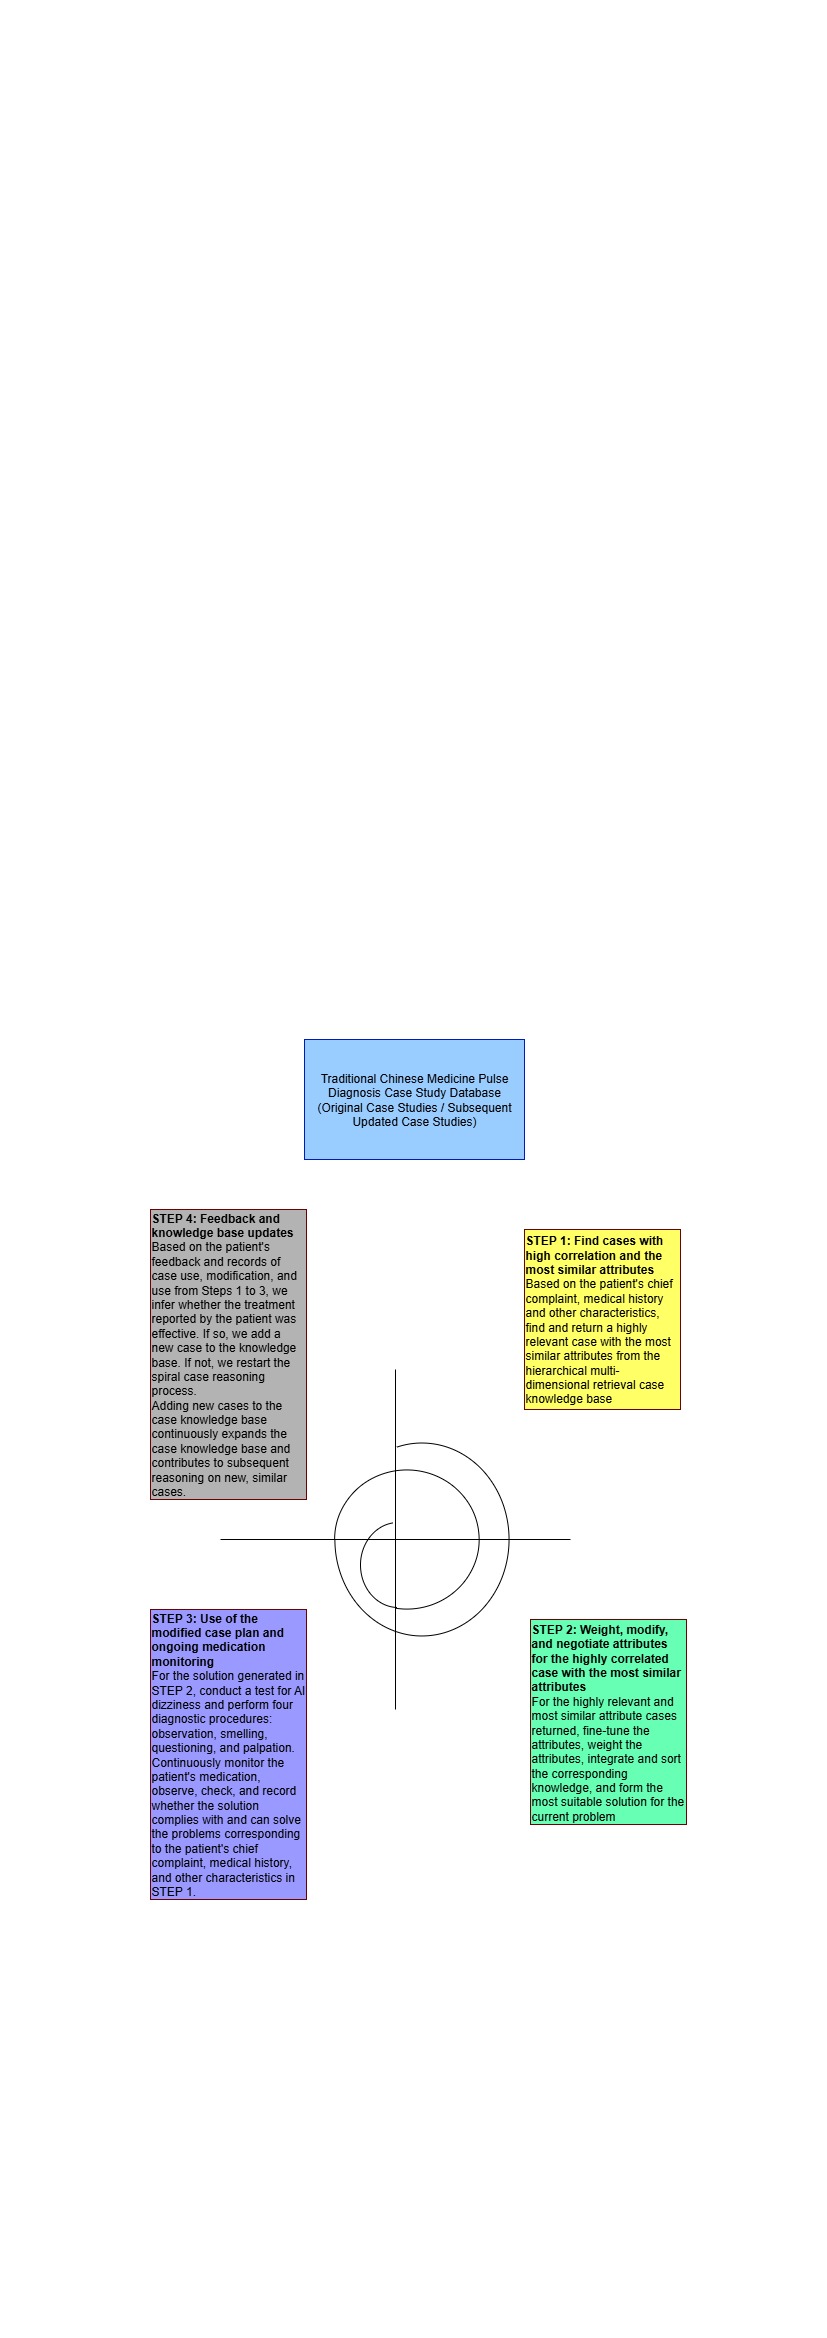 Traditional Chinese Medicine Pulse
Diagnosis Case Study Database
(Original Case Studies / Subsequent
Updated Case Studies)
STEP 4: Feedback and
knowledge base updates
Based on the patient's
feedback and records of
case use, modification, and
use from Steps 1 to 3, we
infer whether the treatment
reported by the patient was
effective. If so, we add a
new case to the knowledge
base. If not, we restart the
spiral case reasoning
process.
Adding new cases to the
case knowledge base
continuously expands the
case knowledge base and
contributes to subsequent
reasoning on new, similar
cases.
STEP 1: Find cases with
high correlation and the
most similar attributes
Based on the patient's chief
complaint, medical history
and other characteristics,
find and return a highly
relevant case with the most
similar attributes from the
hierarchical multi-
dimensional retrieval case
knowledge base
STEP 3: Use of the
modified case plan and
ongoing medication
monitoring
For the solution generated in
STEP 2, conduct a test for AI
dizziness and perform four
diagnostic procedures:
observation, smelling,
questioning, and palpation.
Continuously monitor the
patient's medication,
observe, check, and record
whether the solution
complies with and can solve
the problems corresponding
to the patient's chief
complaint, medical history,
and other characteristics in
STEP 1.
STEP 2: Weight, modify,
and negotiate attributes
for the highly correlated
case with the most similar
attributes
For the highly relevant and
most similar attribute cases
returned, fine-tune the
attributes, weight the
attributes, integrate and sort
the corresponding
knowledge, and form the
most suitable solution for the
current problem